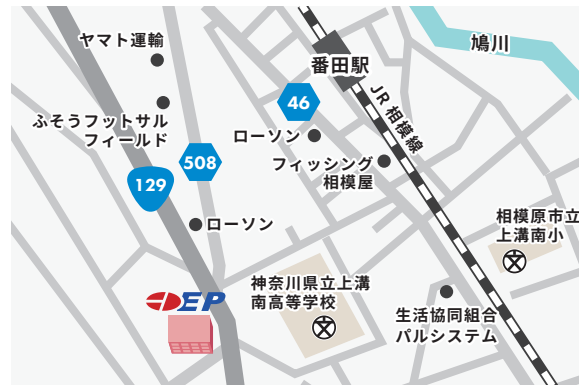 ヤマト運輸
番田駅
鳩川
46
JR 相模線
ふそうフットサル
フィールド
ローソン
508
フィッシング
相模屋
129
ローソン
相模原市立
上溝南小
神奈川県立上溝
南高等学校
EP
生活協同組合
パルシステム